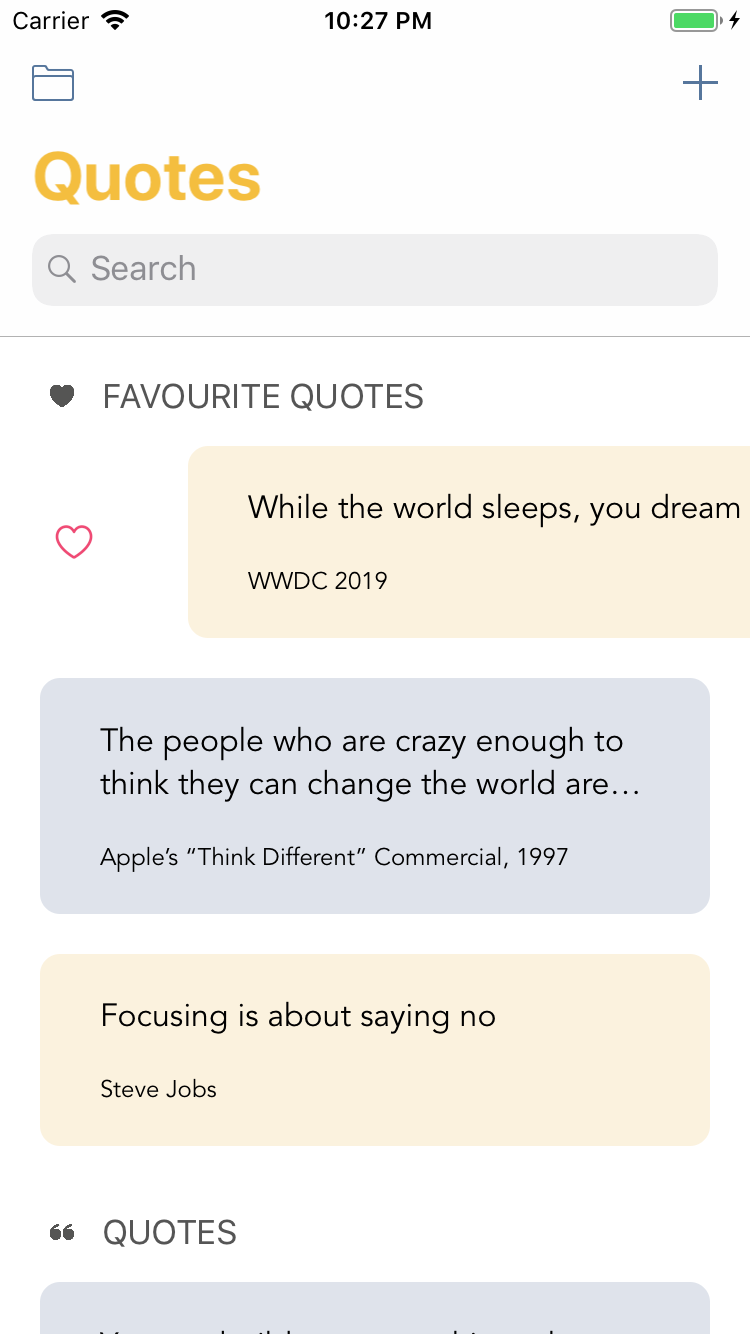 Carrier 10:27 PM
Quotes
Search
FAVOURITE QUOTES
While the world sleeps, you dream
WWDC 2019
The people who are crazy enough to
think they can change the world are…
Apple’s “Think Different” Commercial, 1997
Focusing is about saying no
Steve Jobs
QUOTES